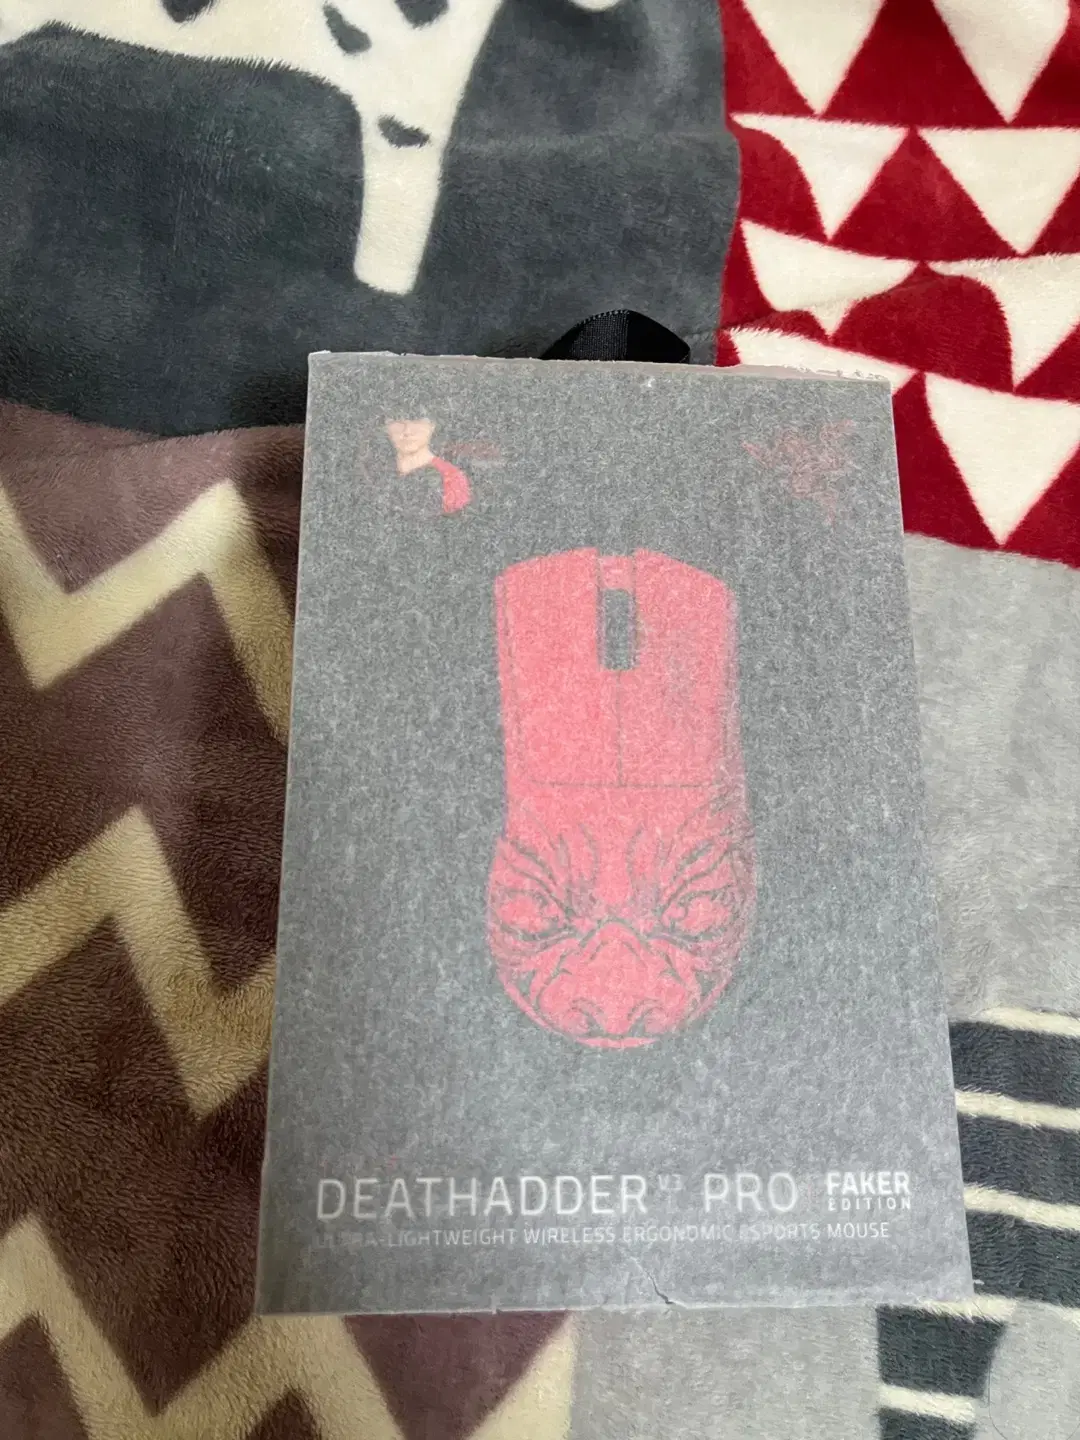 DEATHADDER V3 PRO FAKER EDITION
ULTRA-LIGHTWEIGHT WIRELESS ERGONOMIC ESPORTS MOUSE